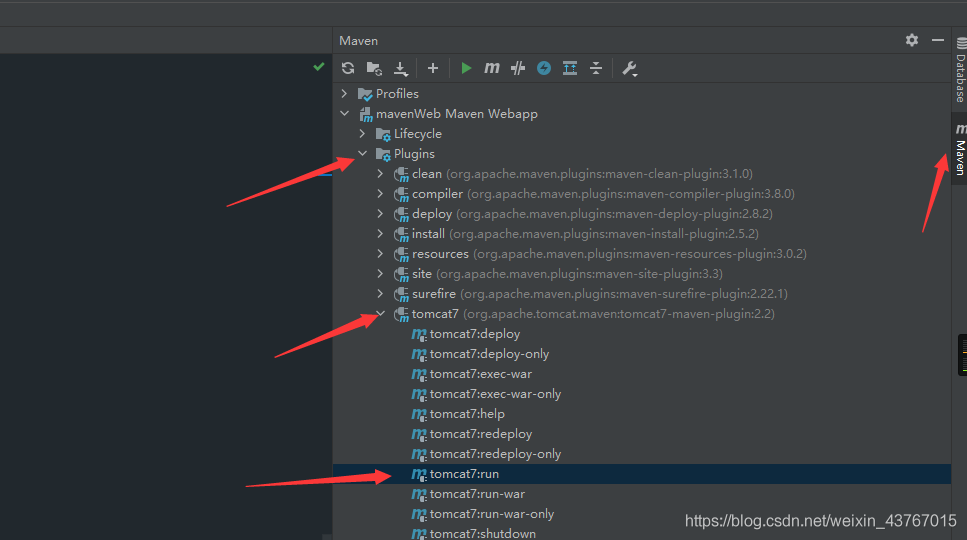 Maven
Profiles
mavenWeb Maven Webapp
Lifecycle
Plugins
clean (org.apache.maven.plugins:maven-clean-plugin:3.1.0)
compiler (org.apache.maven.plugins:maven-compiler-plugin:3.8.0)
deploy (org.apache.maven.plugins:maven-deploy-plugin:2.8.2)
install (org.apache.maven.plugins:maven-install-plugin:2.5.2)
resources (org.apache.maven.plugins:maven-resources-plugin:3.0.2)
site (org.apache.maven.plugins:maven-site-plugin:3.3)
surefire (org.apache.maven.plugins:maven-surefire-plugin:2.22.1)
tomcat7 (org.apache.tomcat.maven:tomcat7-maven-plugin:2.2)
tomcat7:deploy
tomcat7:deploy-only
tomcat7:exec-war
tomcat7:exec-war-only
tomcat7:help
tomcat7:redeploy
tomcat7:redeploy-only
tomcat7:run
tomcat7:run-war
tomcat7:run-war-only
tomcat7:shutdown
Database
Maven
https://blog.csdn.net/weixin_43767015